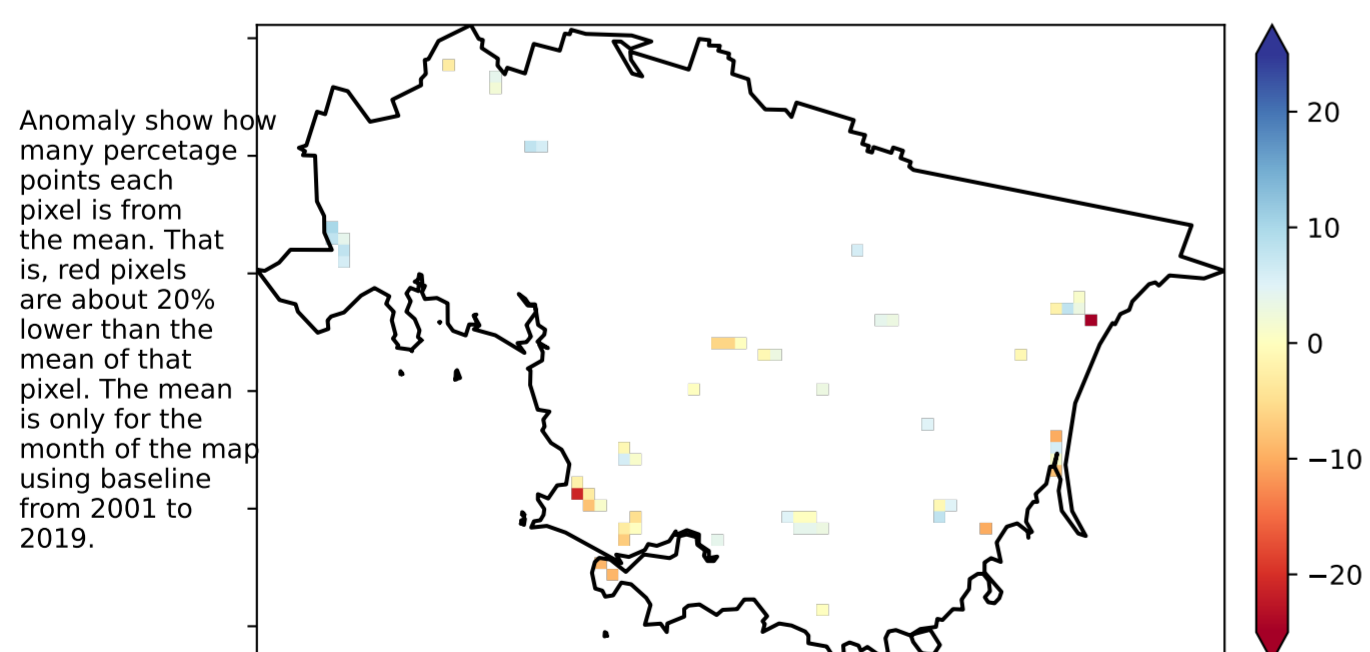 Anomaly show how
many percetage
points each
pixel is from
the mean. That
is, red pixels
are about 20%
lower than the
mean of that
pixel. The mean
is only for the
month of the map
using baseline
from 2001 to
2019.
20
10
0
−10
−20